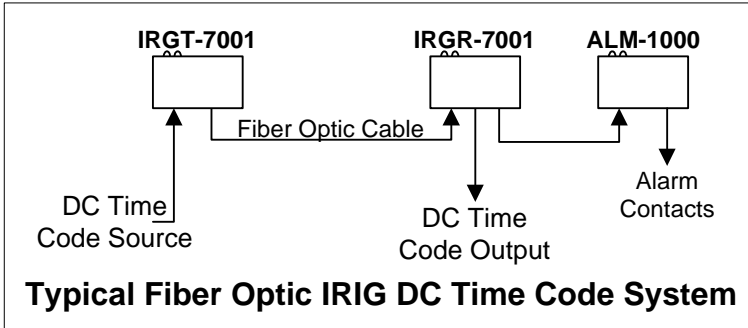 IRGT-7001
IRGR-7001
ALM-1000
Fiber Optic Cable
DC Time
Code Source
DC Time
Code Output
Alarm
Contacts
Typical Fiber Optic IRIG DC Time Code System